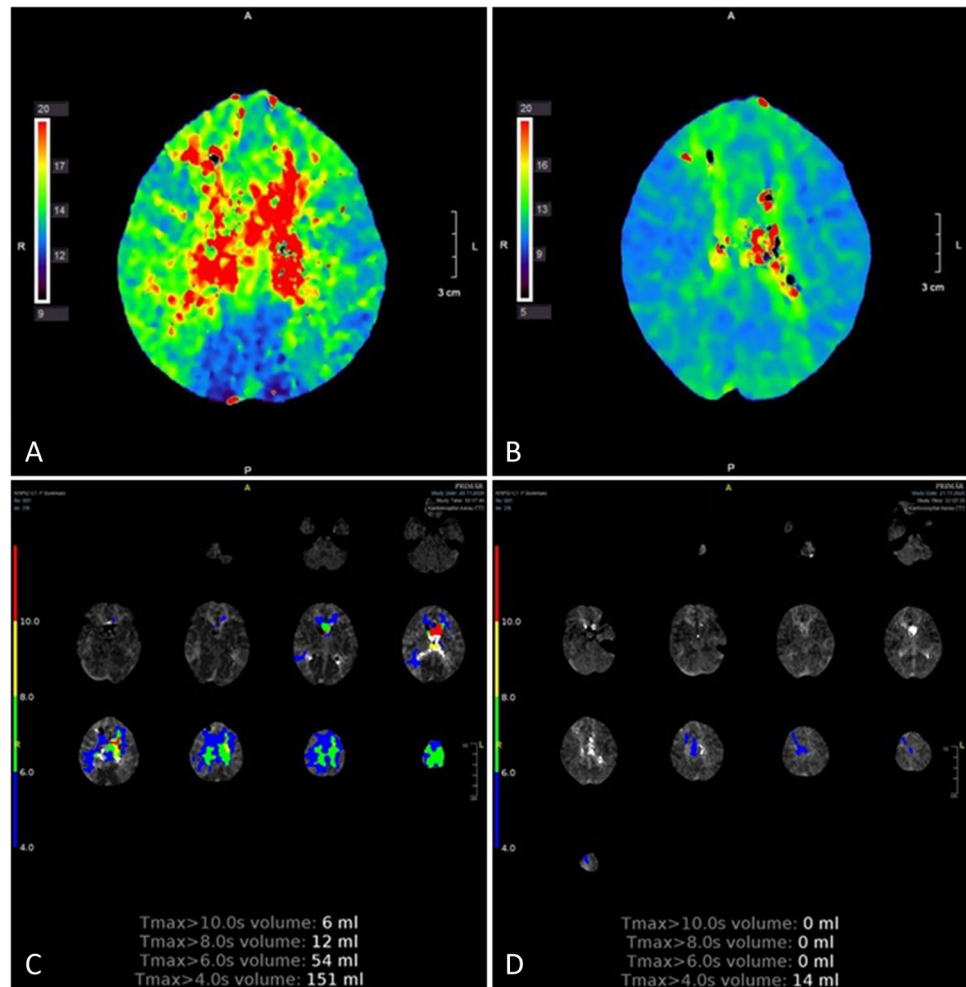 A
20
17
14
12
9
R
L
3 cm
A
P
A
20
16
13
9
5
R
L
3 cm
B
P
A
PRIMÄR
10.0
8.0
6.0
4.0
R
L
Tmax>10.0s volume: 6 ml
Tmax>8.0s volume: 12 ml
Tmax>6.0s volume: 54 ml
Tmax>4.0s volume: 151 ml
C
A
PRIMÄR
10.0
8.0
6.0
4.0
R
L
Tmax>10.0s volume: 0 ml
Tmax>8.0s volume: 0 ml
Tmax>6.0s volume: 0 ml
Tmax>4.0s volume: 14 ml
D